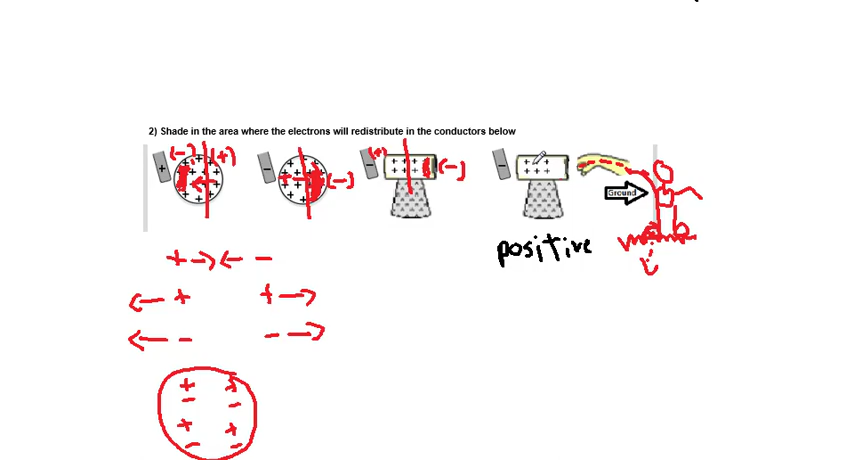 2) Shade in the area where the electrons will redistribute in the conductors below
(-) (+)
(-)
(+) (-)
Ground
positive
+ → ← -
← + + →
← - - →
+ +
- -
+ +
- -